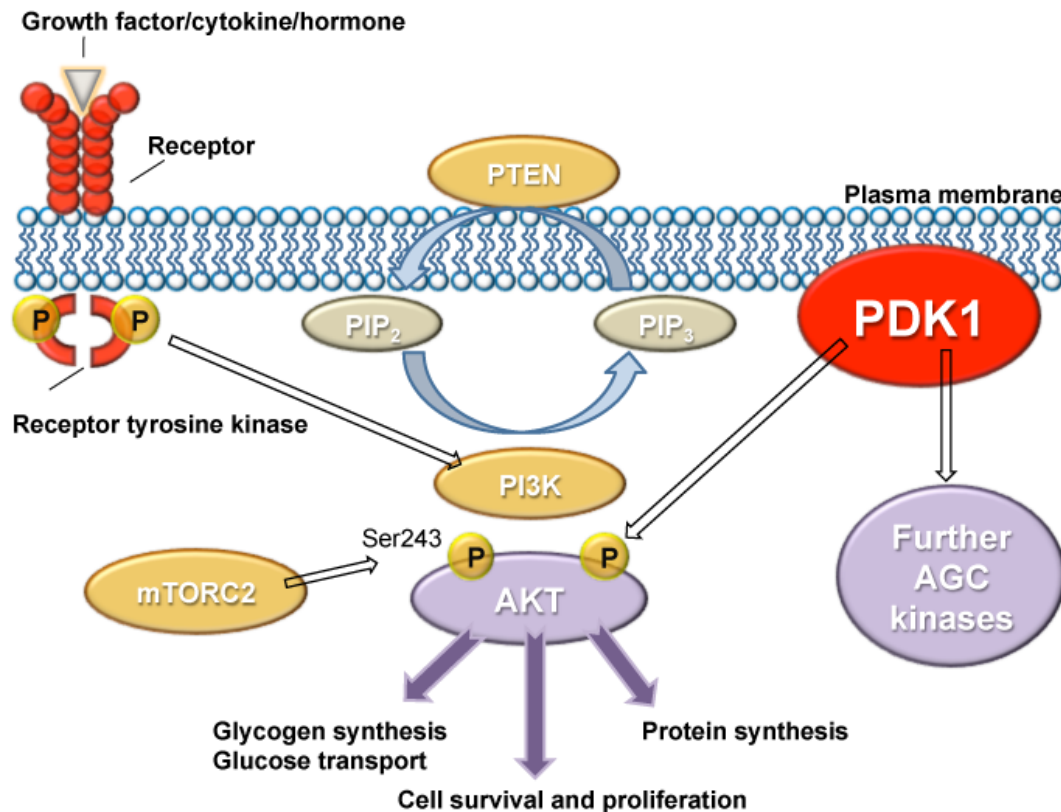 Growth factor/cytokine/hormone
Receptor
PTEN
Plasma membrane
P
P
PIP2
PIP3
PDK1
Receptor tyrosine kinase
PI3K
Ser243
P
P
mTORC2
AKT
Further
AGC
kinases
Glycogen synthesis
Glucose transport
Protein synthesis
Cell survival and proliferation